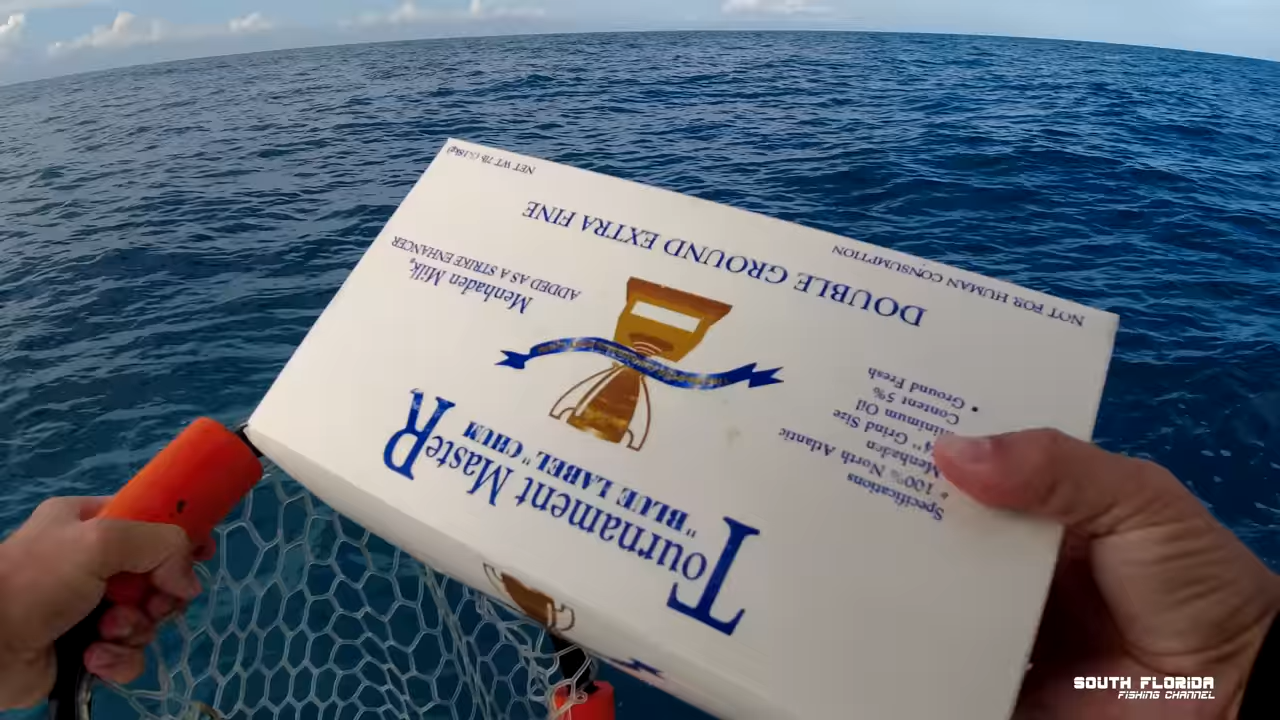 Tournament MasteR
"BLUE LABEL" CHUM
Specifications
• 100% North Atlantic
Menhaden
Grind Size
Minimum Oil
Content 5%
• Ground Fresh
Menhaden Milk
ADDED AS A STRIKE ENHANCER
DOUBLE GROUND EXTRA FINE
NOT FOR HUMAN CONSUMPTION
NET WT 7lb (3.18kg)
SOUTH FLORIDA
FISHING CHANNEL